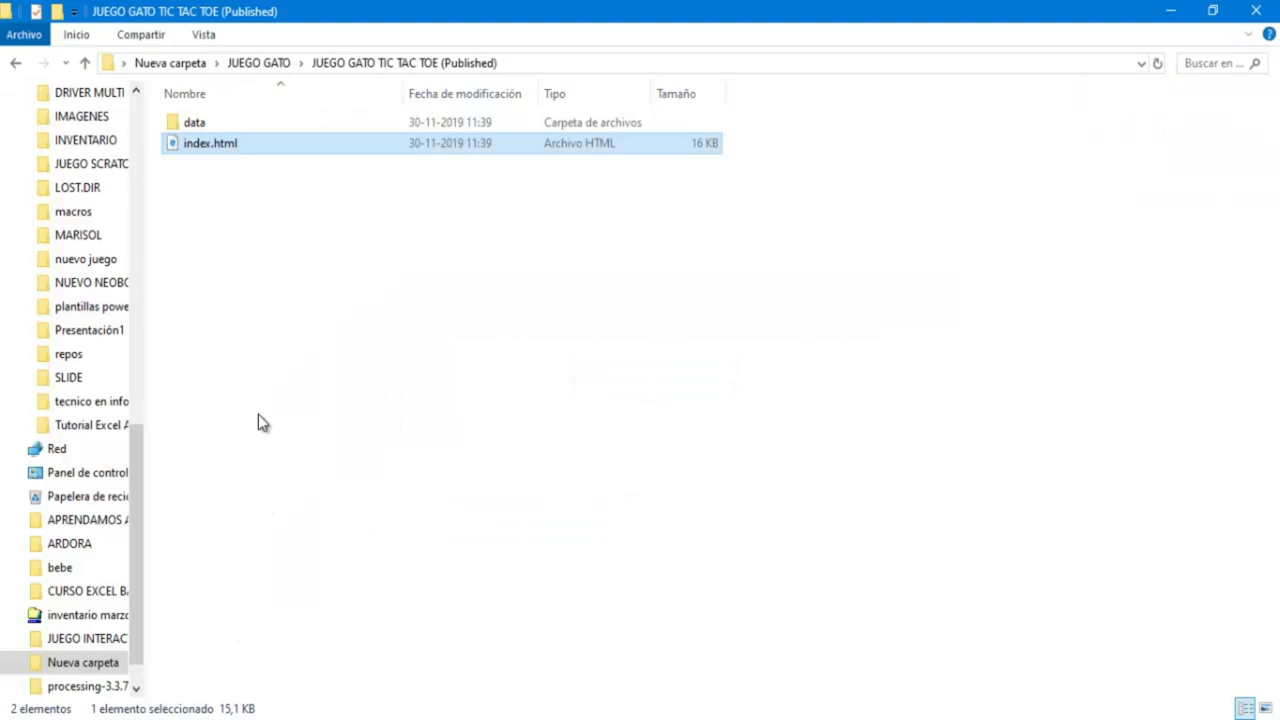 JUEGO GATO TIC TAC TOE (Published)
Archivo Inicio Compartir Vista
Nueva carpeta JUEGO GATO JUEGO GATO TIC TAC TOE (Published) Buscar en ...
Nombre Fecha de modificación Tipo Tamaño
data 30-11-2019 11:39 Carpeta de archivos
index.html 30-11-2019 11:39 Archivo HTML 16 KB
DRIVER MULTI
IMAGENES
INVENTARIO
JUEGO SCRATC
LOST.DIR
macros
MARISOL
nuevo juego
NUEVO NEOBC
plantillas powe
Presentación1
repos
SLIDE
tecnico en info
Tutorial Excel A
Red
Panel de control
Papelera de reci
APRENDAMOS A
ARDORA
bebe
CURSO EXCEL B
inventario marzo
JUEGO INTERAC
Nueva carpeta
processing-3.3.7
2 elementos 1 elemento seleccionado 15,1 KB